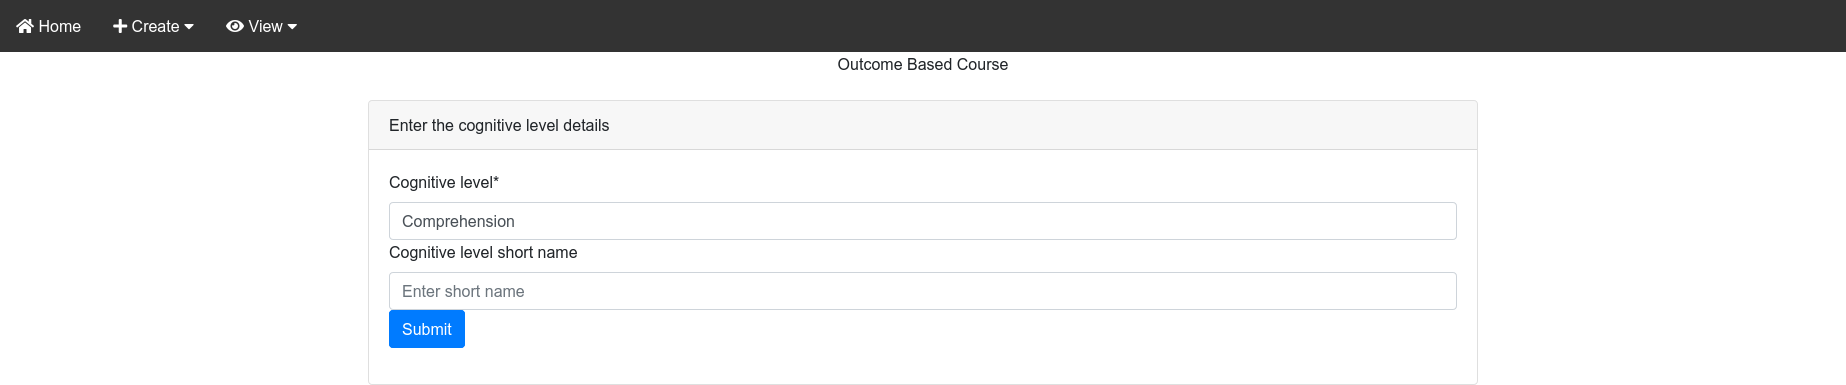 Home Create View
Outcome Based Course
Enter the cognitive level details
Cognitive level*
Comprehension
Cognitive level short name
Enter short name
Submit